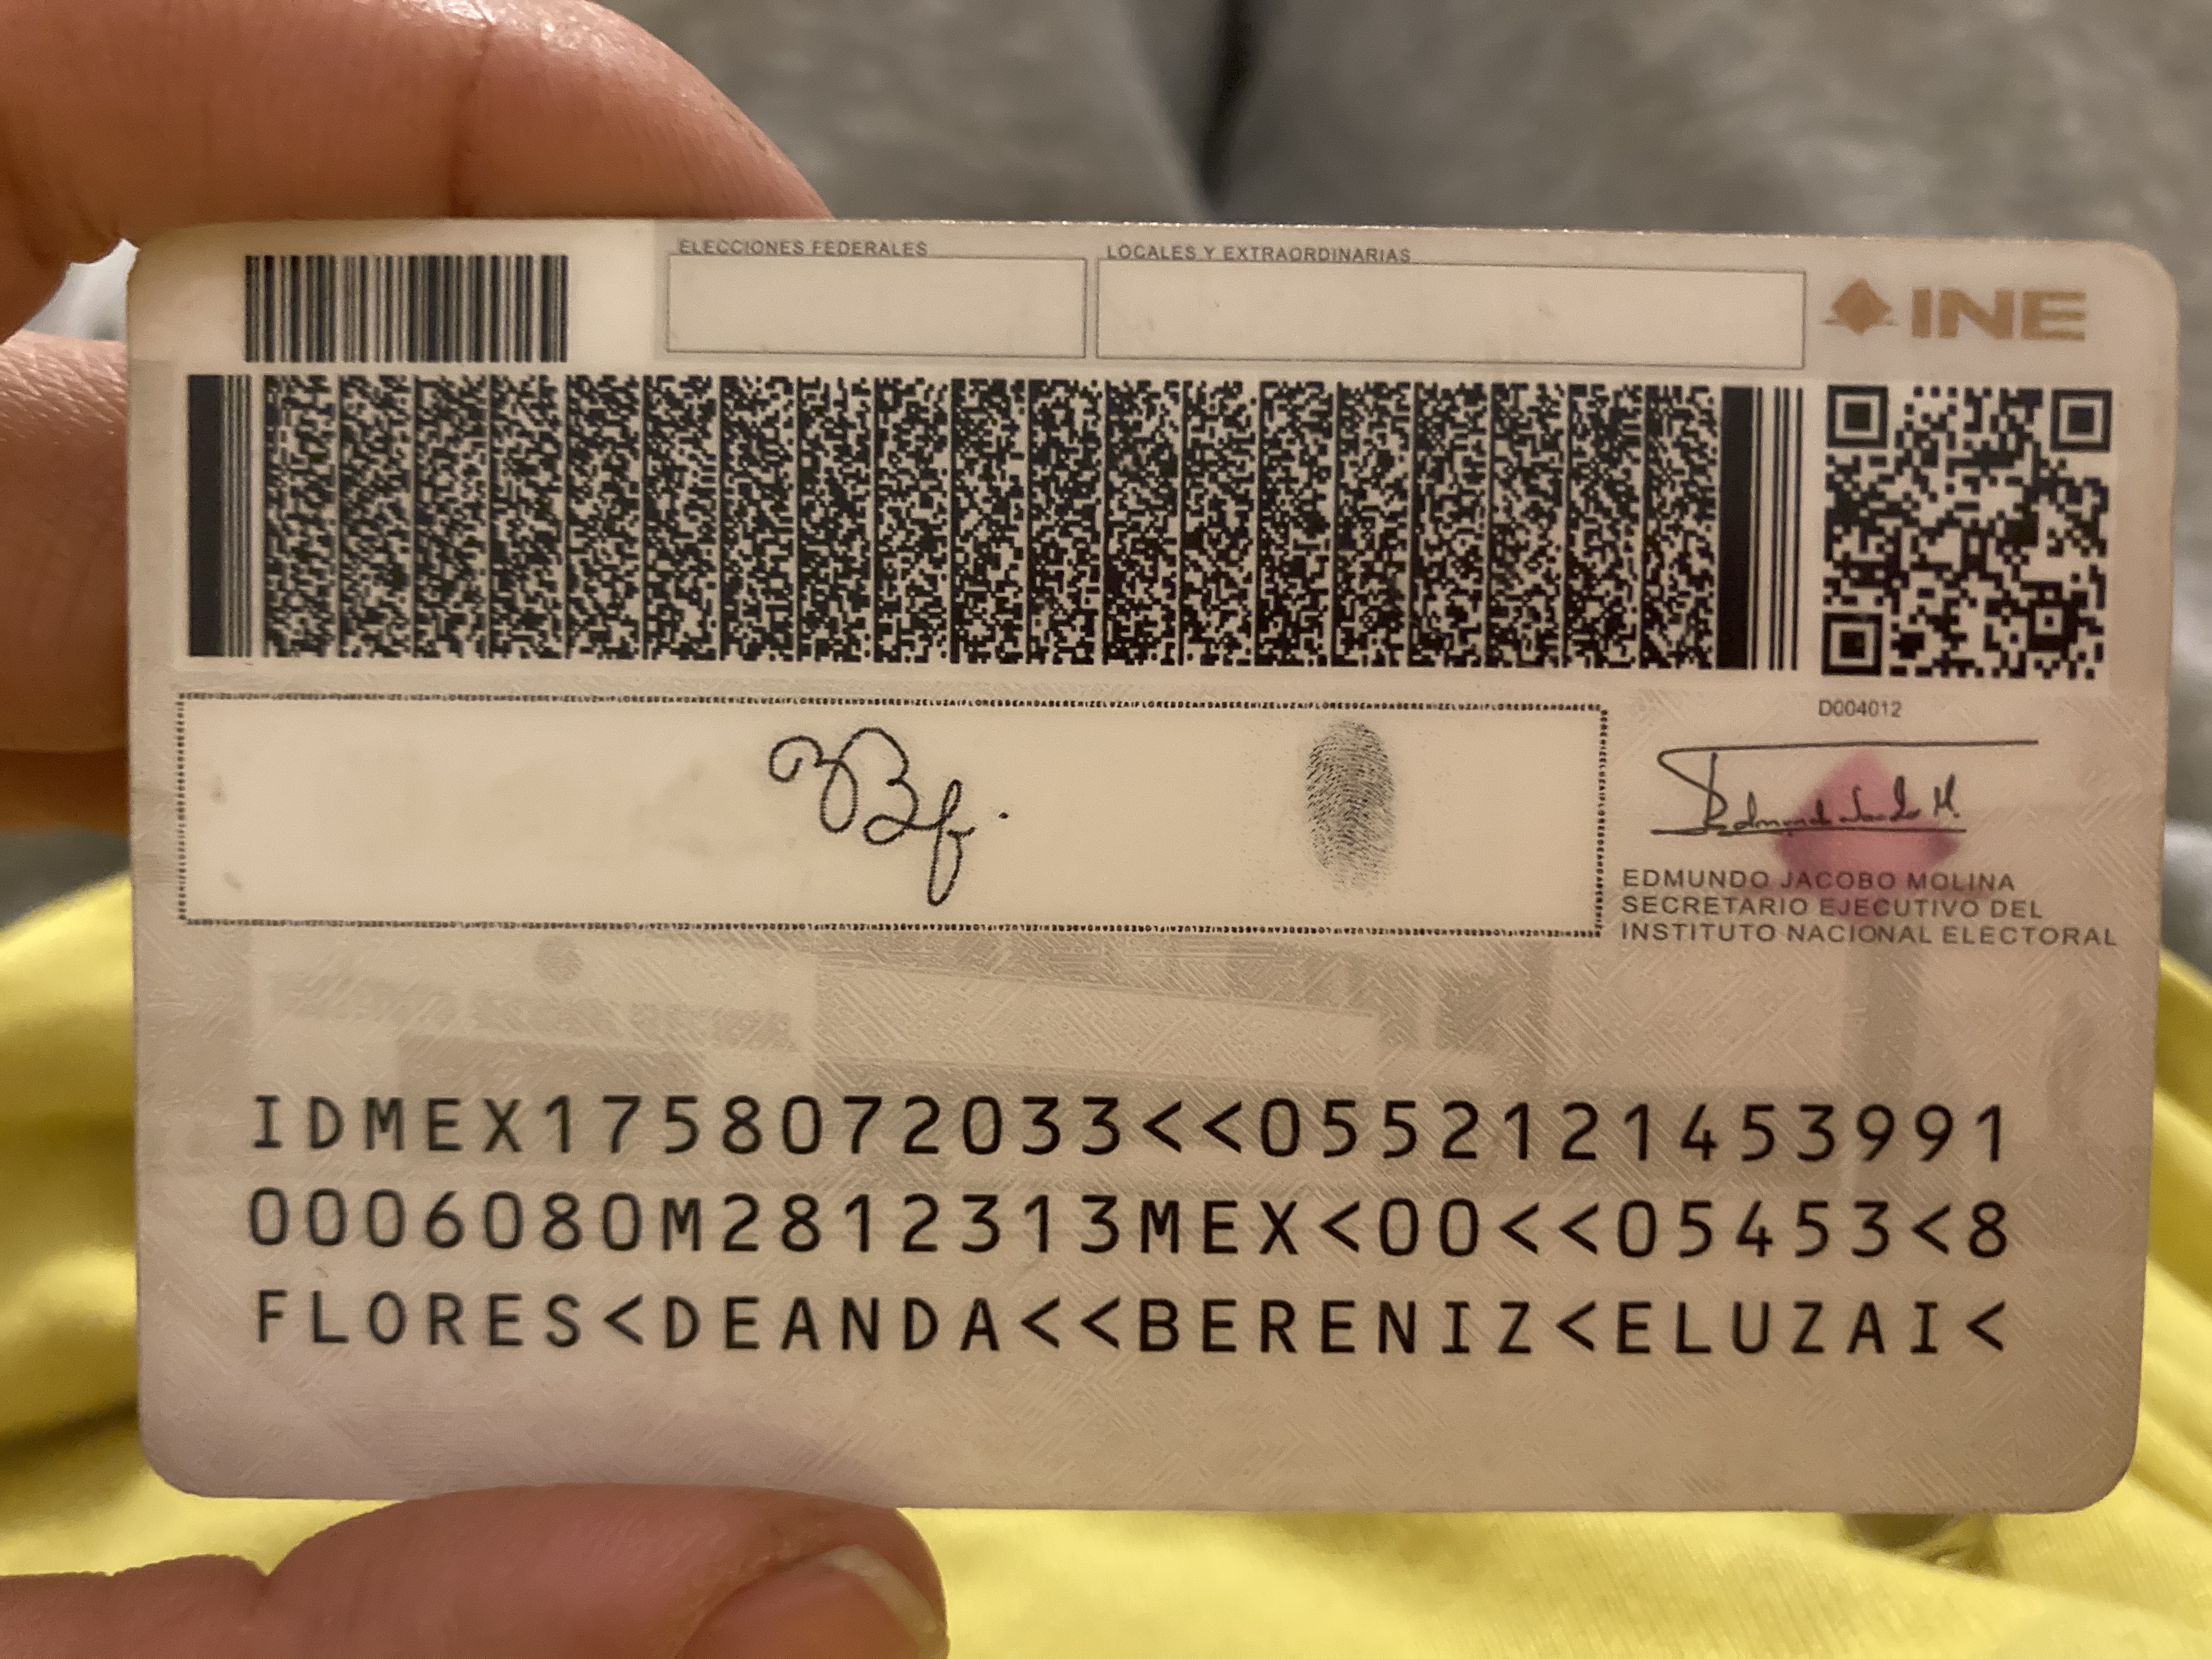 ELECCIONES FEDERALES
LOCALES Y EXTRAORDINARIAS
INE
D004012
EDMUNDO JACOBO MOLINA
SECRETARIO EJECUTIVO DEL
INSTITUTO NACIONAL ELECTORAL
IDMEX1758072033<<0552121453991
0006080M2812313MEX<00<<05453<8
FLORES<DEANDA<<BERENIZ<ELUZAI<